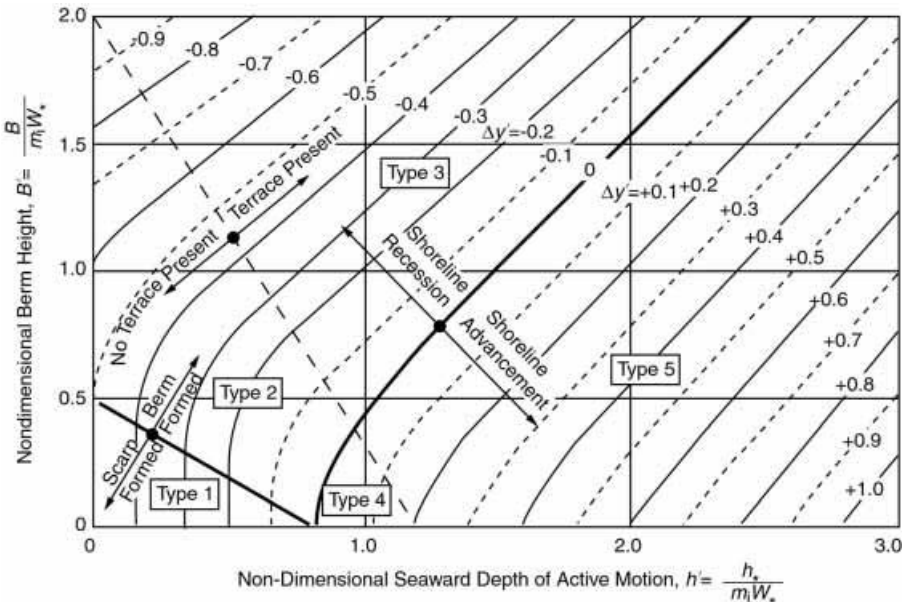 2.0
-0.9
-0.8
-0.7
-0.6
-0.5
-0.4
-0.3
Δy'=-0.2
-0.1
0
Δy'=+0.1
+0.2
+0.3
+0.4
+0.5
+0.6
+0.7
+0.8
+0.9
+1.0
1.5
1.0
0.5
0
Nondimensional Berm Height, B'= B
m_i W_*
No Terrace Present
Terrace Present
Type 3
Shoreline
Recession
Shoreline
Advancement
Type 2
Type 5
Scarp
Formed
Berm
Formed
Type 1
Type 4
0
1.0
2.0
3.0
Non-Dimensional Seaward Depth of Active Motion, h'= h_*
m_i W_*